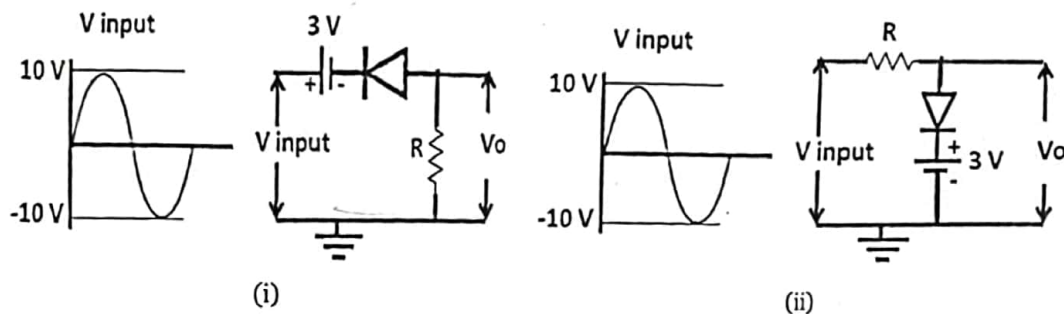 V input
10 V
-10 V
3 V
+ -
V input
R
Vo
(i)
V input
10 V
-10 V
R
V input
+
3 V
-
Vo
(ii)